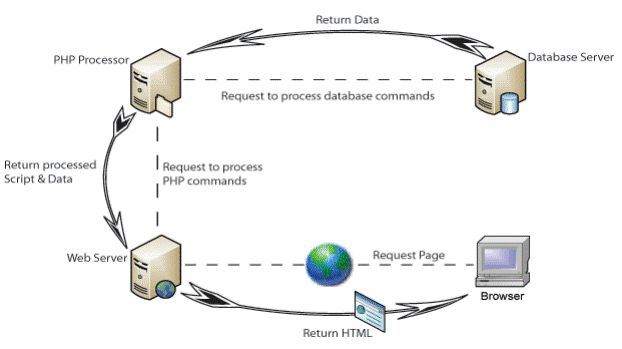 Return Data
PHP Processor
Database Server
Request to process database commands
Return processed
Script & Data
Request to process
PHP commands
Web Server
Request Page
Browser
Return HTML